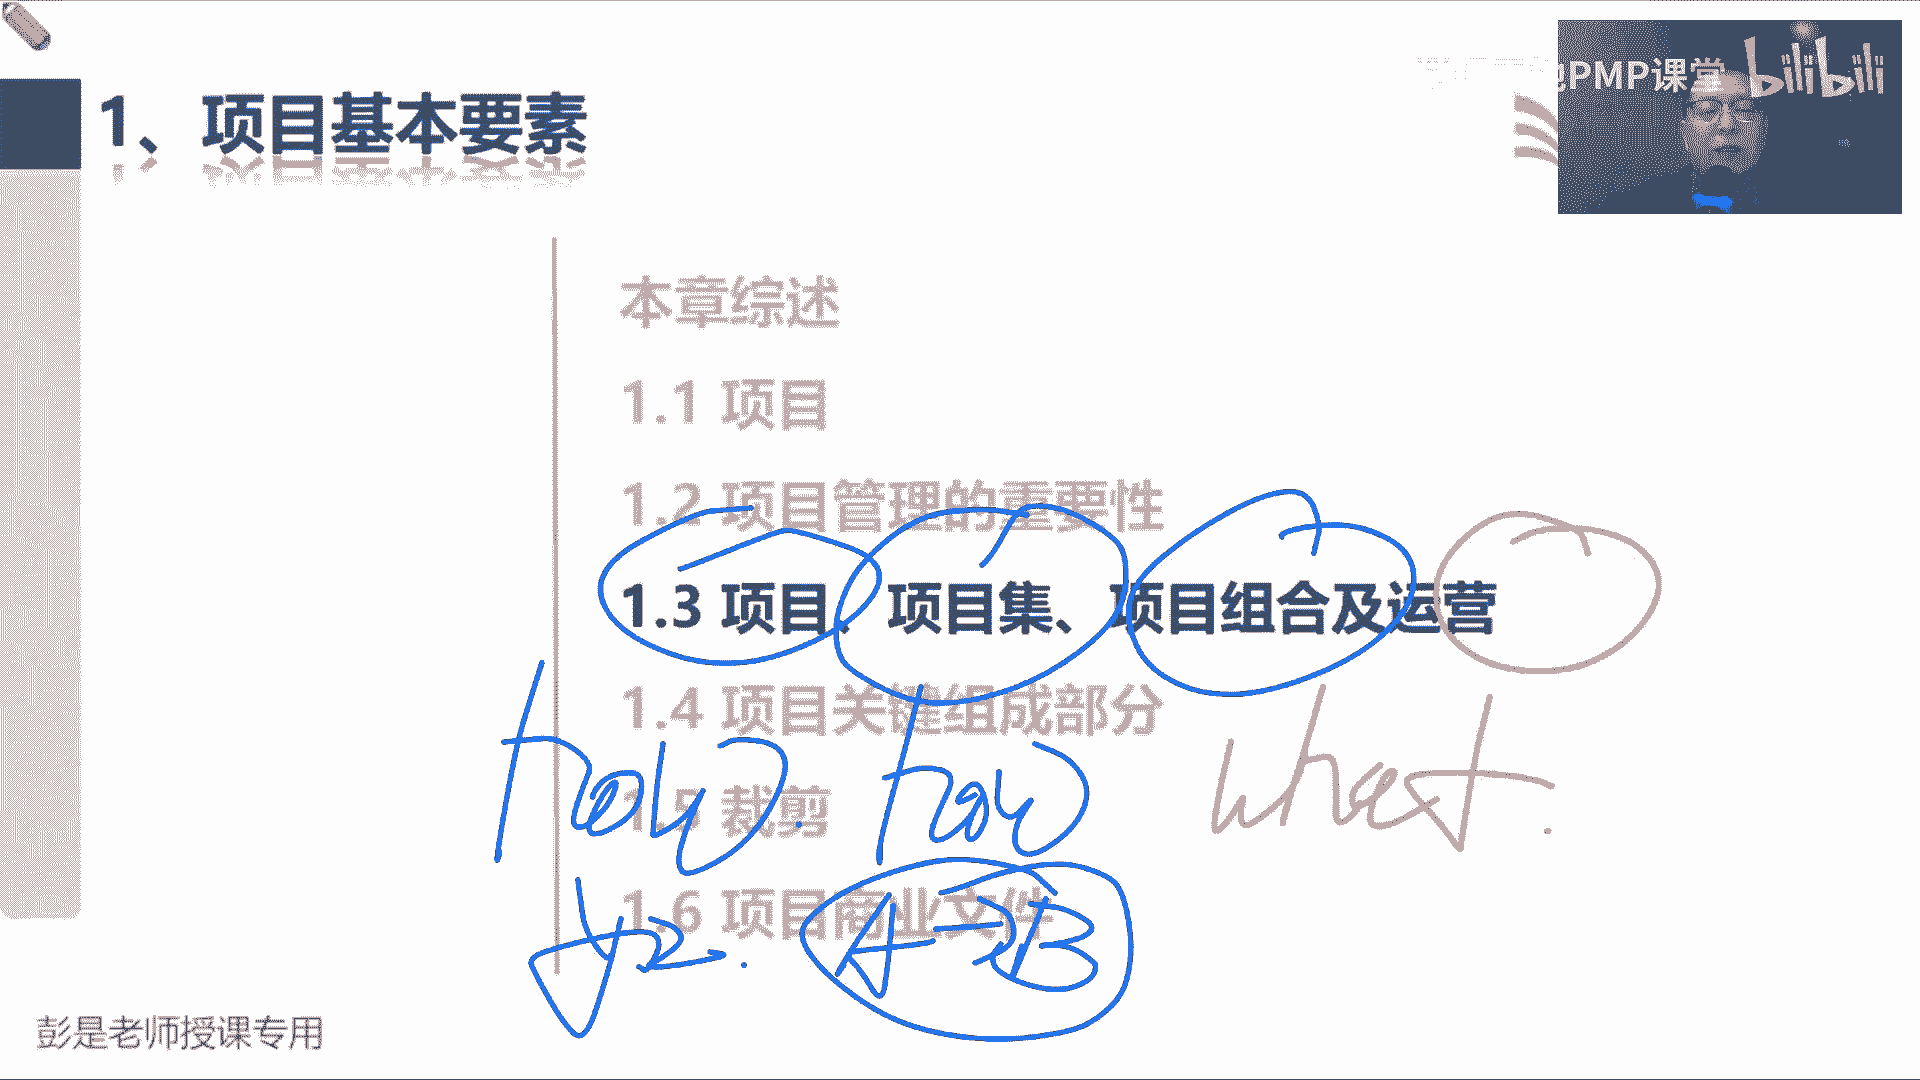 PMP课堂 bilibili
1、项目基本要素
本章综述
1.1 项目
1.2 项目管理的重要性
1.3 项目、项目集、项目组合及运营
1.4 项目关键组成部分
how. how what.
1.5 裁剪
1.6 项目商业文件
A→B
彭是老师授课专用